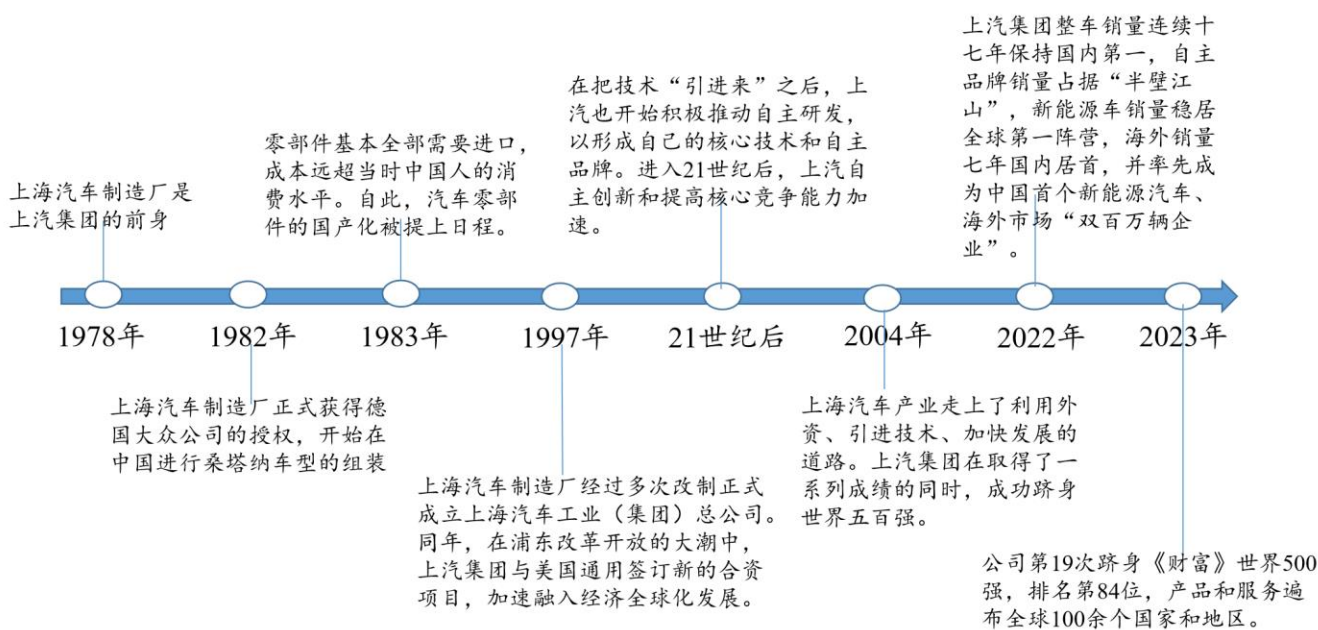 上海汽车制造厂是
上汽集团的前身
零部件基本全部需要进口，
成本远超当时中国人的消
费水平。自此，汽车零部
件的国产化被提上日程。
在把技术“引进来”之后，上
汽也开始积极推动自主研发，
以形成自己的核心技术和自主
品牌。进入21世纪后，上汽自
主创新和提高核心竞争能力加
速。
上汽集团整车销量连续十
七年保持国内第一，自主
品牌销量占据“半壁江
山”，新能源车销量稳居
全球第一阵营，海外销量
七年国内居首，并率先成
为中国首个新能源汽车、
海外市场“双百万辆企
业”。
1978年
1982年
1983年
1997年
21世纪后
2004年
2022年
2023年
上海汽车制造厂正式获得德
国大众公司的授权，开始在
中国进行桑塔纳车型的组装
上海汽车制造厂经过多次改制正式
成立上海汽车工业（集团）总公司。
同年，在浦东改革开放的大潮中，
上汽集团与美国通用签订新的合资
项目，加速融入经济全球化发展。
上海汽车产业走上了利用外
资、引进技术、加快发展的
道路。上汽集团在取得了一
系列成绩的同时，成功跻身
世界五百强。
公司第19次跻身《财富》世界500
强，排名第84位，产品和服务遍
布全球100余个国家和地区。